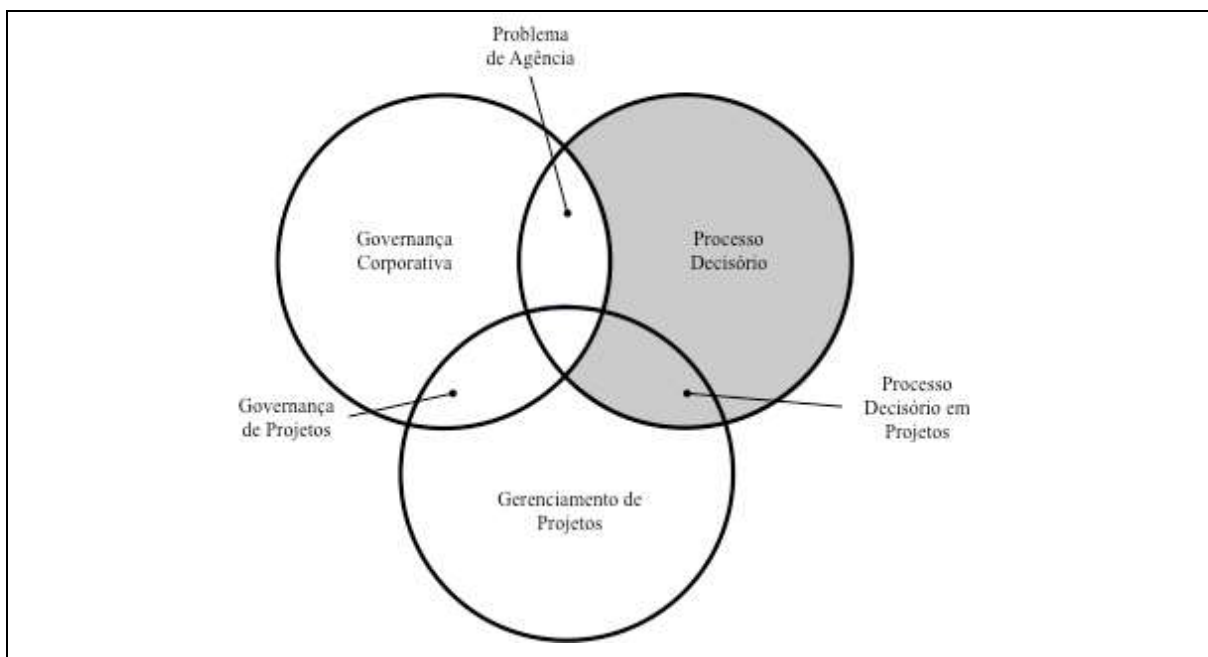 Problema
de Agência
Governança
Corporativa
Processo
Decisório
Governança
de Projetos
Processo
Decisório em
Projetos
Gerenciamento de
Projetos